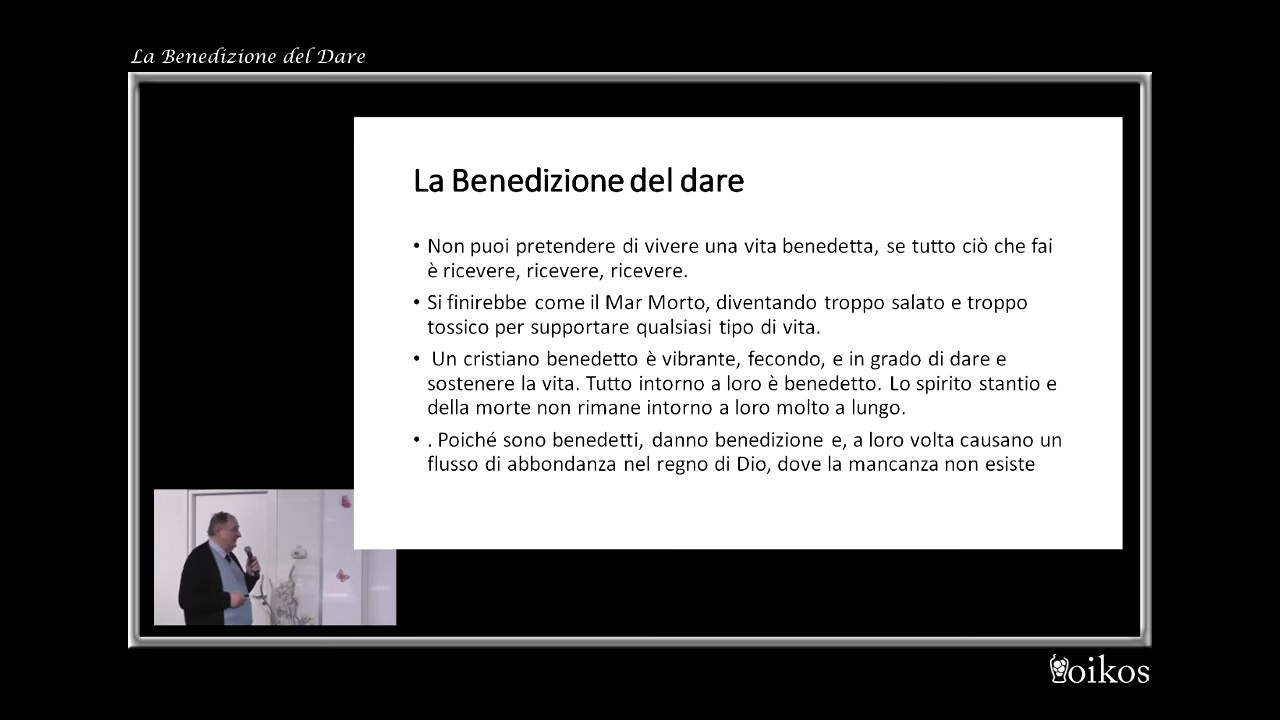 La Benedizione del Dare
La Benedizione del dare
• Non puoi pretendere di vivere una vita benedetta, se tutto ciò che fai
è ricevere, ricevere, ricevere.
• Si finirebbe come il Mar Morto, diventando troppo salato e troppo
tossico per supportare qualsiasi tipo di vita.
• Un cristiano benedetto è vibrante, fecondo, e in grado di dare e
sostenere la vita. Tutto intorno a loro è benedetto. Lo spirito stantio e
della morte non rimane intorno a loro molto a lungo.
• . Poiché sono benedetti, danno benedizione e, a loro volta causano un
flusso di abbondanza nel regno di Dio, dove la mancanza non esiste
oikos